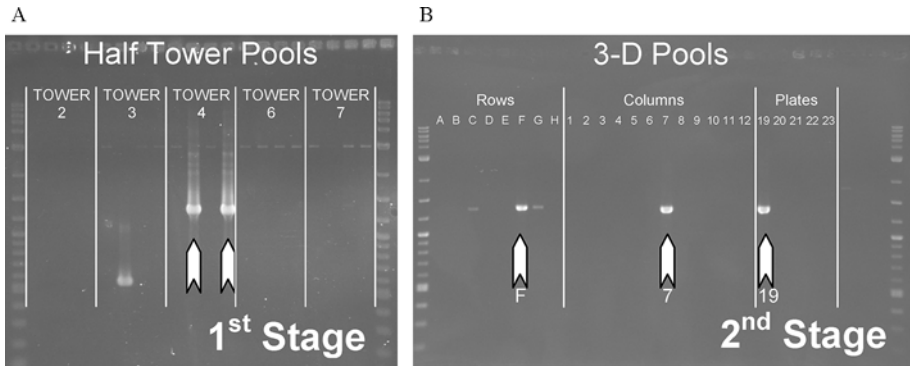 A
Half Tower Pools
TOWER 2
TOWER 3
TOWER 4
TOWER 6
TOWER 7
1st Stage
B
3-D Pools
Rows
Columns
Plates
A B C D E F G H 1 2 3 4 5 6 7 8 9 10 11 12 19 20 21 22 23
F
7
19
2nd Stage